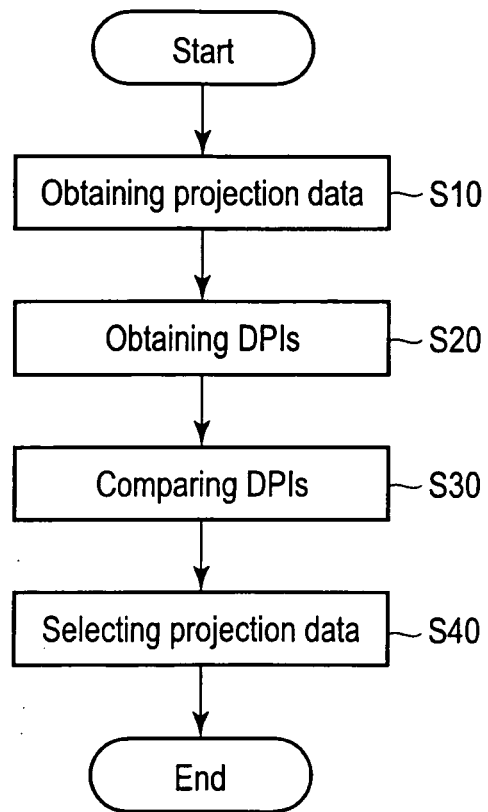 Start
Obtaining projection data S10
Obtaining DPIs S20
Comparing DPIs S30
Selecting projection data S40
End